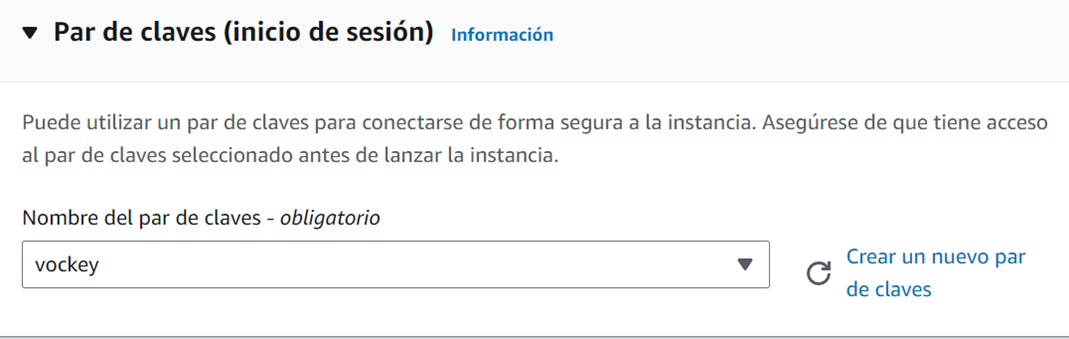 Par de claves (inicio de sesión) Información
Puede utilizar un par de claves para conectarse de forma segura a la instancia. Asegúrese de que tiene acceso
al par de claves seleccionado antes de lanzar la instancia.
Nombre del par de claves - obligatorio
vockey
Crear un nuevo par
de claves